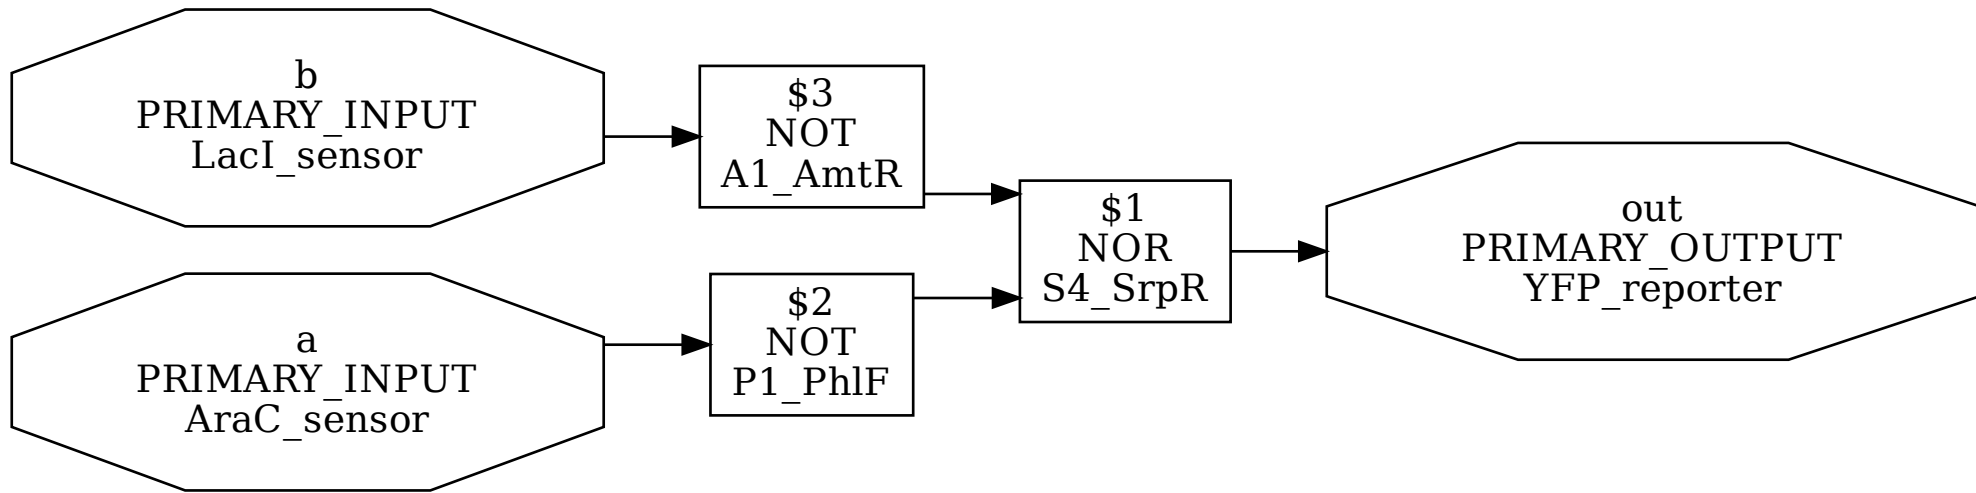 b
PRIMARY_INPUT
LacI_sensor
$3
NOT
A1_AmtR
a
PRIMARY_INPUT
AraC_sensor
$2
NOT
P1_PhlF
$1
NOR
S4_SrpR
out
PRIMARY_OUTPUT
YFP_reporter